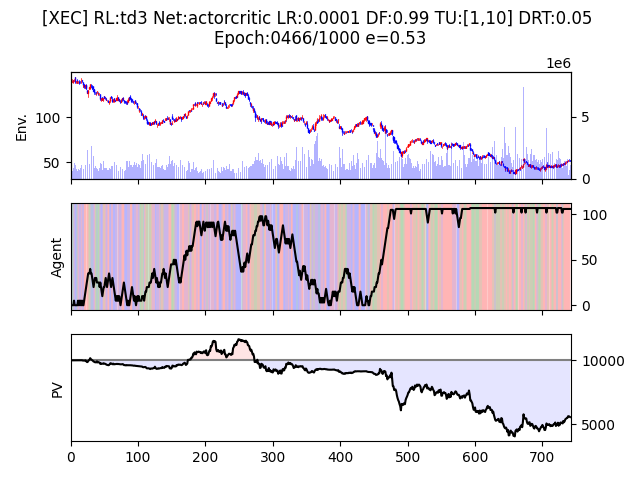 [XEC] RL:td3 Net:actorcritic LR:0.0001 DF:0.99 TU:[1,10] DRT:0.05
Epoch:0466/1000 e=0.53
1e6
Env.
100
50
5
0
Agent
100
50
0
PV
10000
5000
0 100 200 300 400 500 600 700